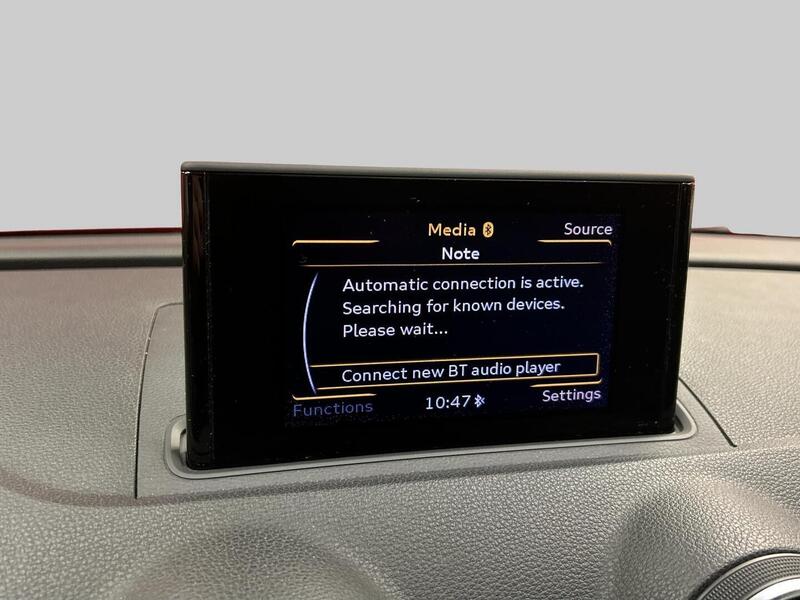 Media
Source
Note
Automatic connection is active.
Searching for known devices.
Please wait...
Connect new BT audio player
Functions
10:47
Settings